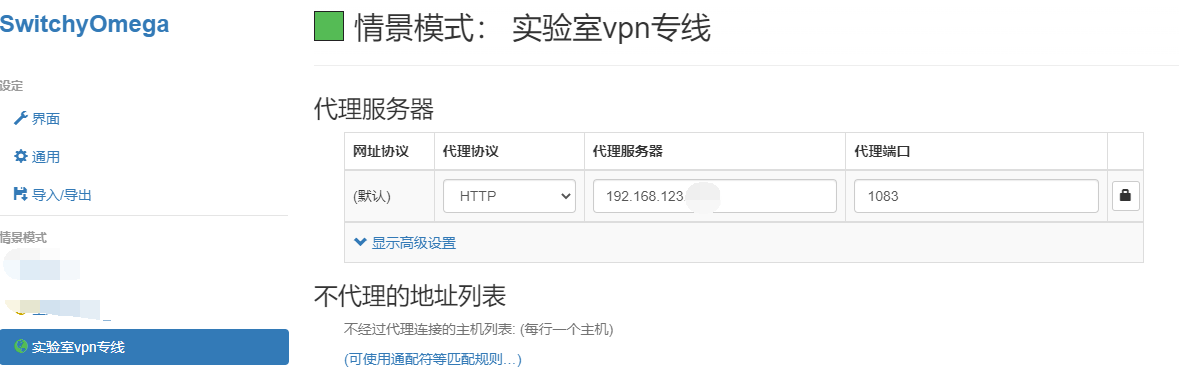 SwitchyOmega
设定
界面
通用
导入/导出
情景模式
实验室vpn专线
情景模式： 实验室vpn专线
代理服务器
网址协议 代理协议 代理服务器 代理端口
(默认) HTTP 192.168.123 1083
显示高级设置
不代理的地址列表
不经过代理连接的主机列表: (每行一个主机)
(可使用通配符等匹配规则…)